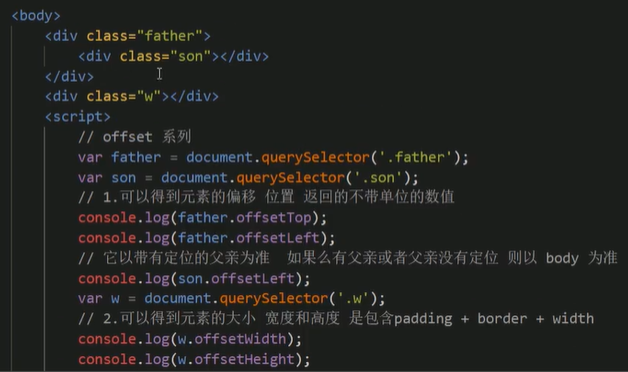 <body>
<div class="father">
<div class="son"></div>
</div>
<div class="w"></div>
<script>
// offset 系列
var father = document.querySelector('.father');
var son = document.querySelector('.son');
// 1.可以得到元素的偏移 位置 返回的不带单位的数值
console.log(father.offsetTop);
console.log(father.offsetLeft);
// 它以带有定位的父亲为准  如果么有父亲或者父亲没有定位 则以 body 为准
console.log(son.offsetLeft);
var w = document.querySelector('.w');
// 2.可以得到元素的大小 宽度和高度 是包含padding + border + width
console.log(w.offsetWidth);
console.log(w.offsetHeight);